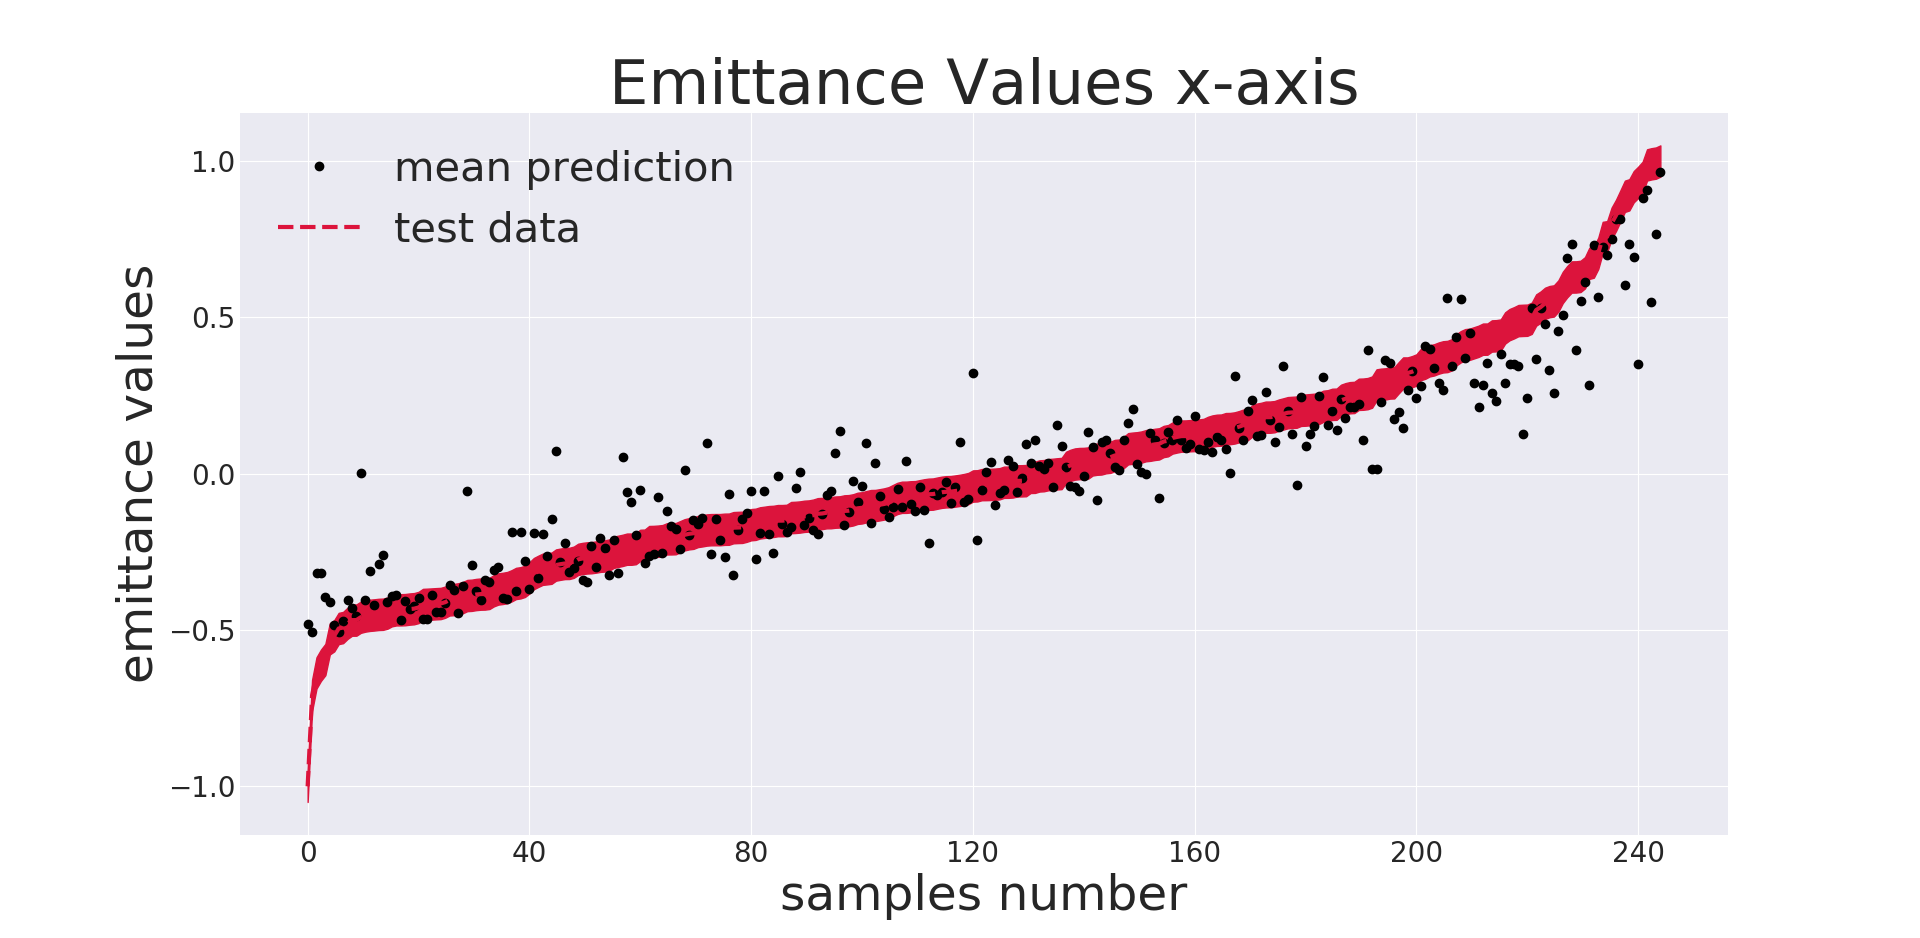 Emittance Values x-axis
mean prediction
test data
emittance values
1.0
0.5
0.0
−0.5
−1.0
0 40 80 120 160 200 240
samples number